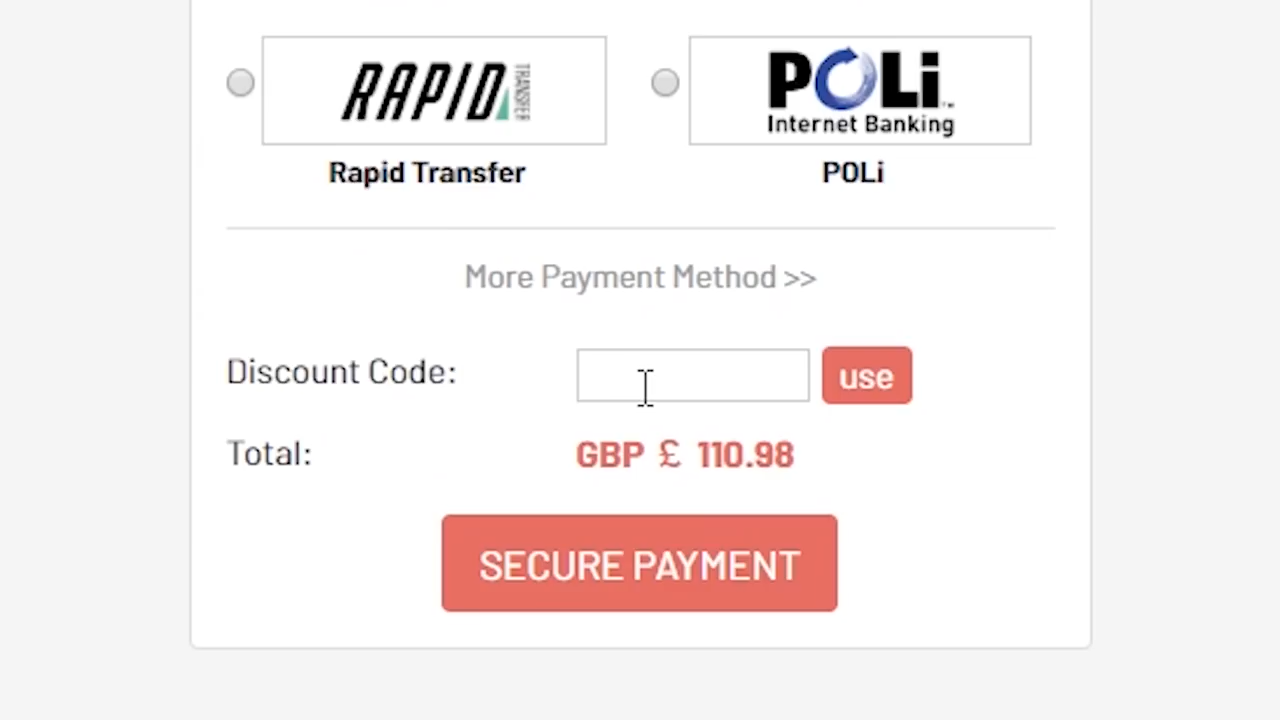 RAPID TRANSFER
POLi™
Internet Banking
Rapid Transfer
POLi
More Payment Method >>
Discount Code:
use
Total:
GBP £ 110.98
SECURE PAYMENT